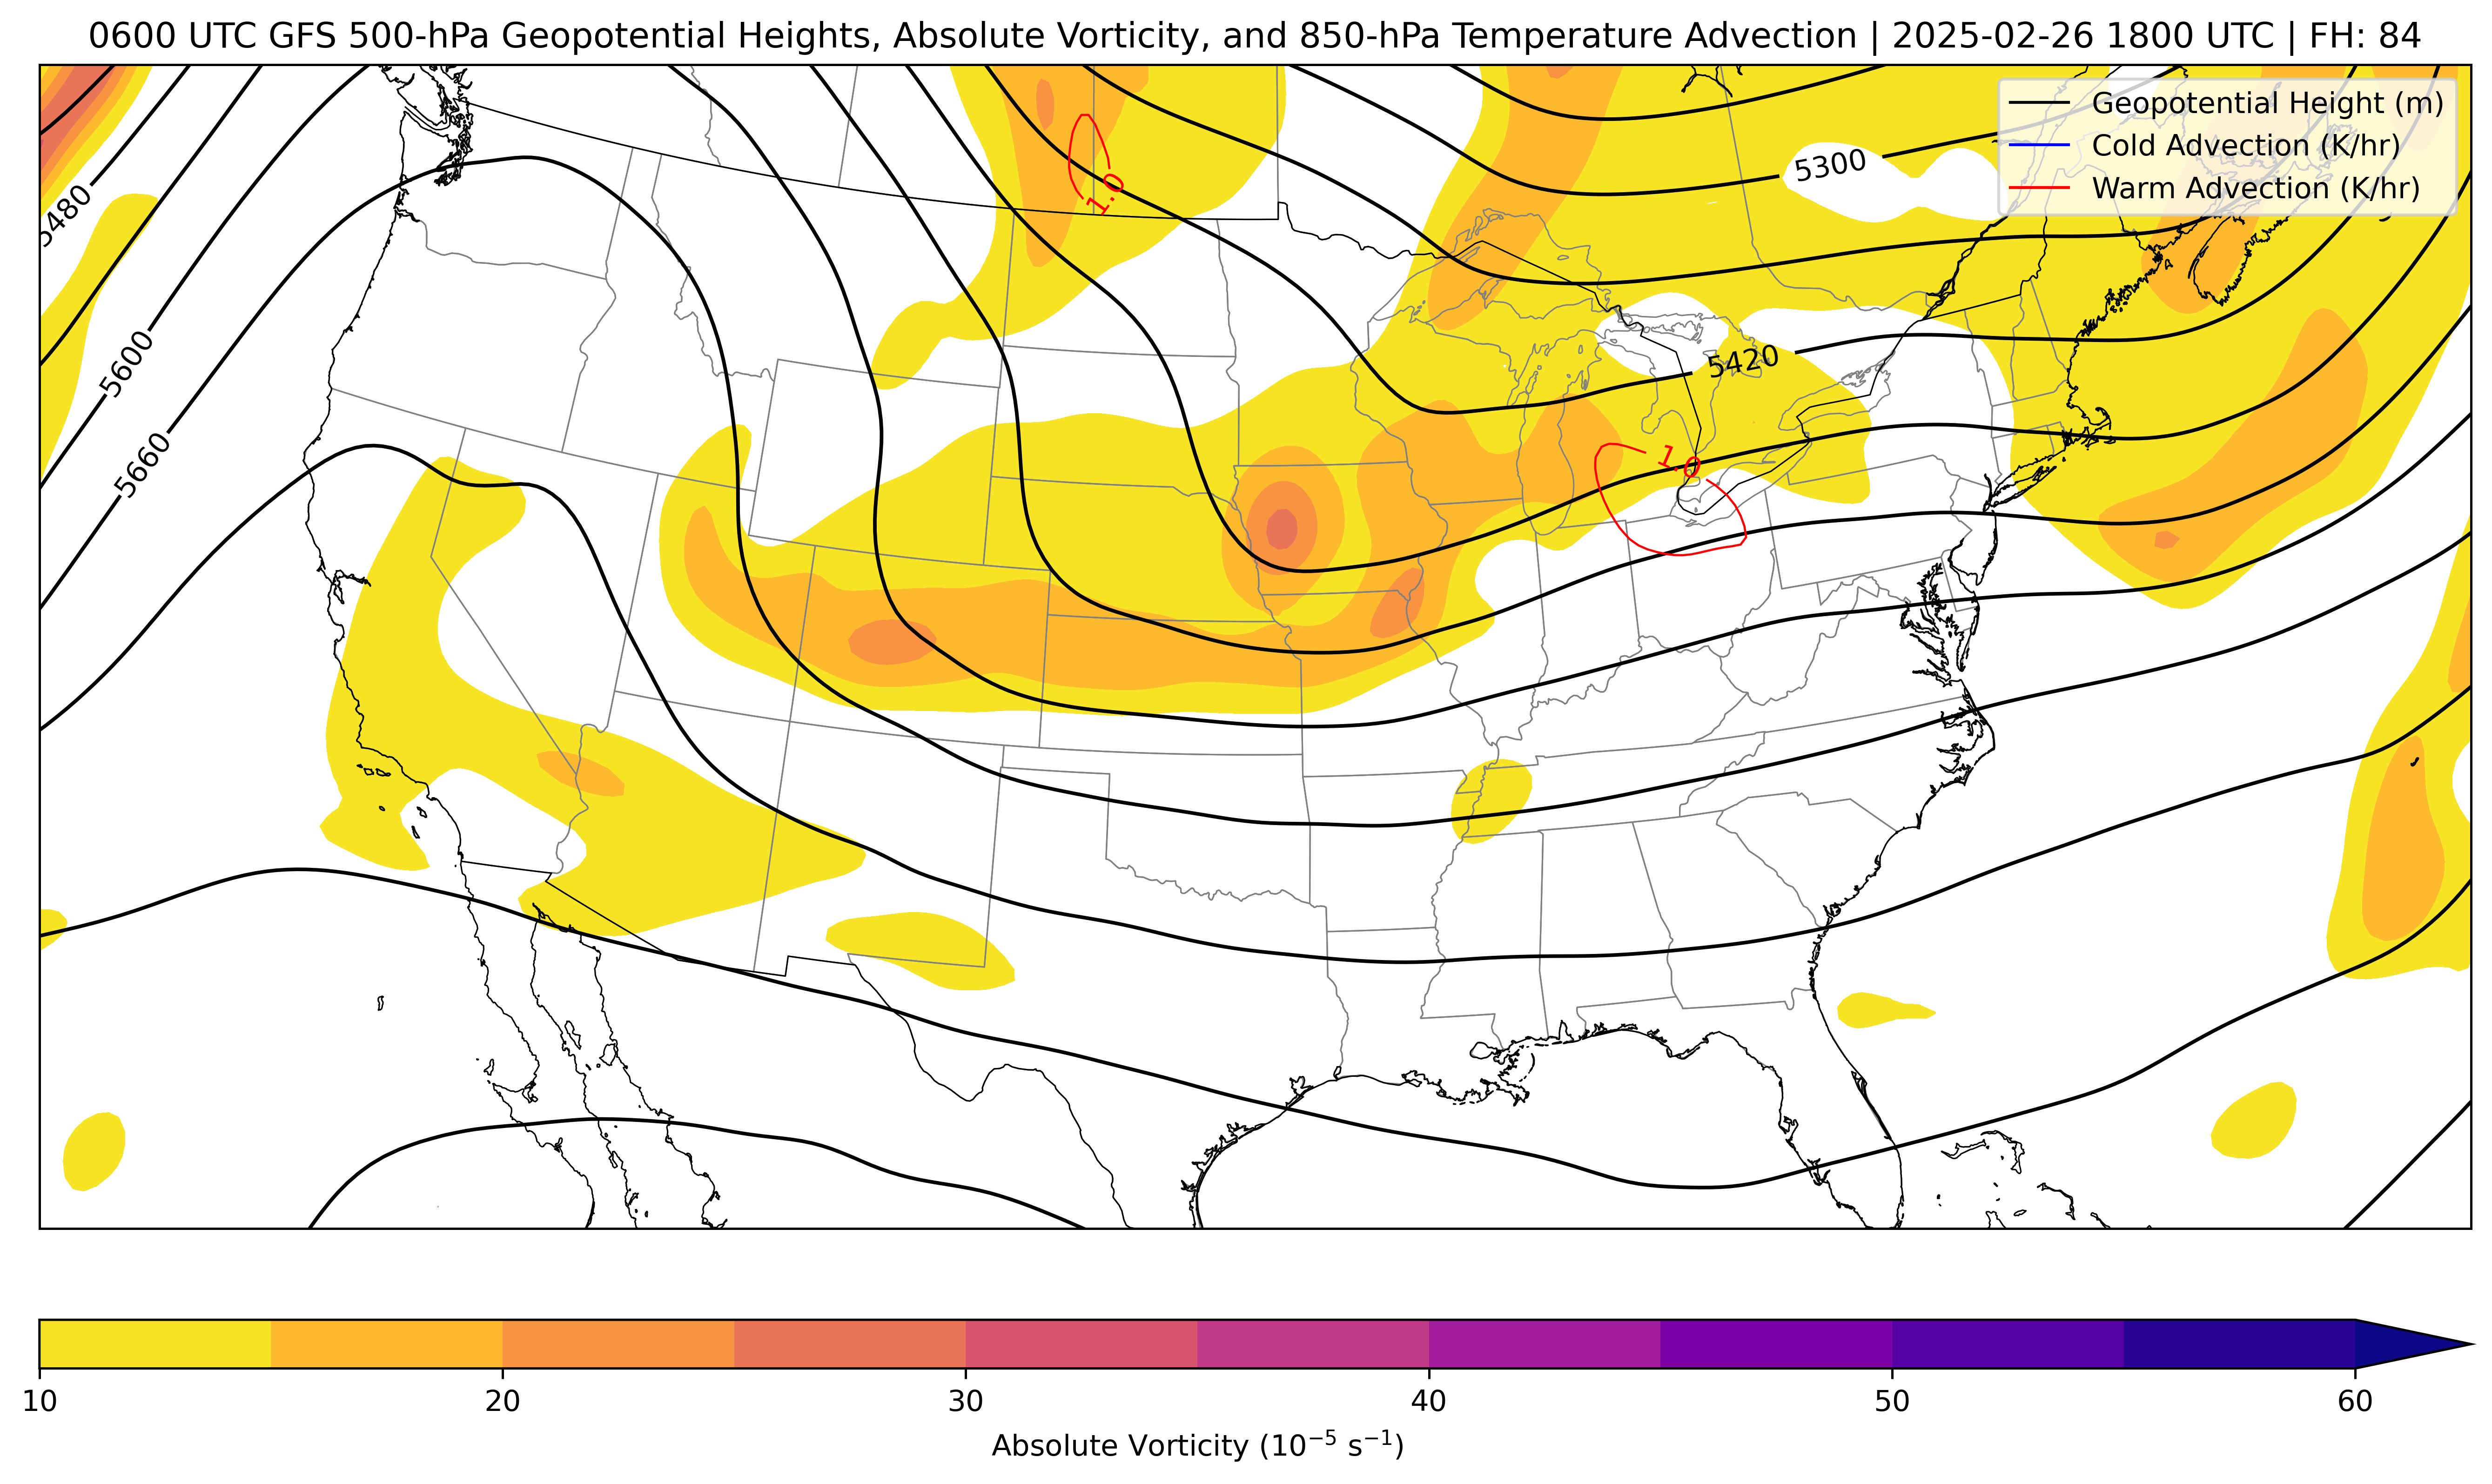 0600 UTC GFS 500-hPa Geopotential Heights, Absolute Vorticity, and 850-hPa Temperature Advection | 2025-02-26 1800 UTC | FH: 84
Geopotential Height (m)
Cold Advection (K/hr)
Warm Advection (K/hr)
5300
1.0
5480
5600
5420
5660
1.0
10 20 30 40 50 60
Absolute Vorticity (10⁻⁵ s⁻¹)